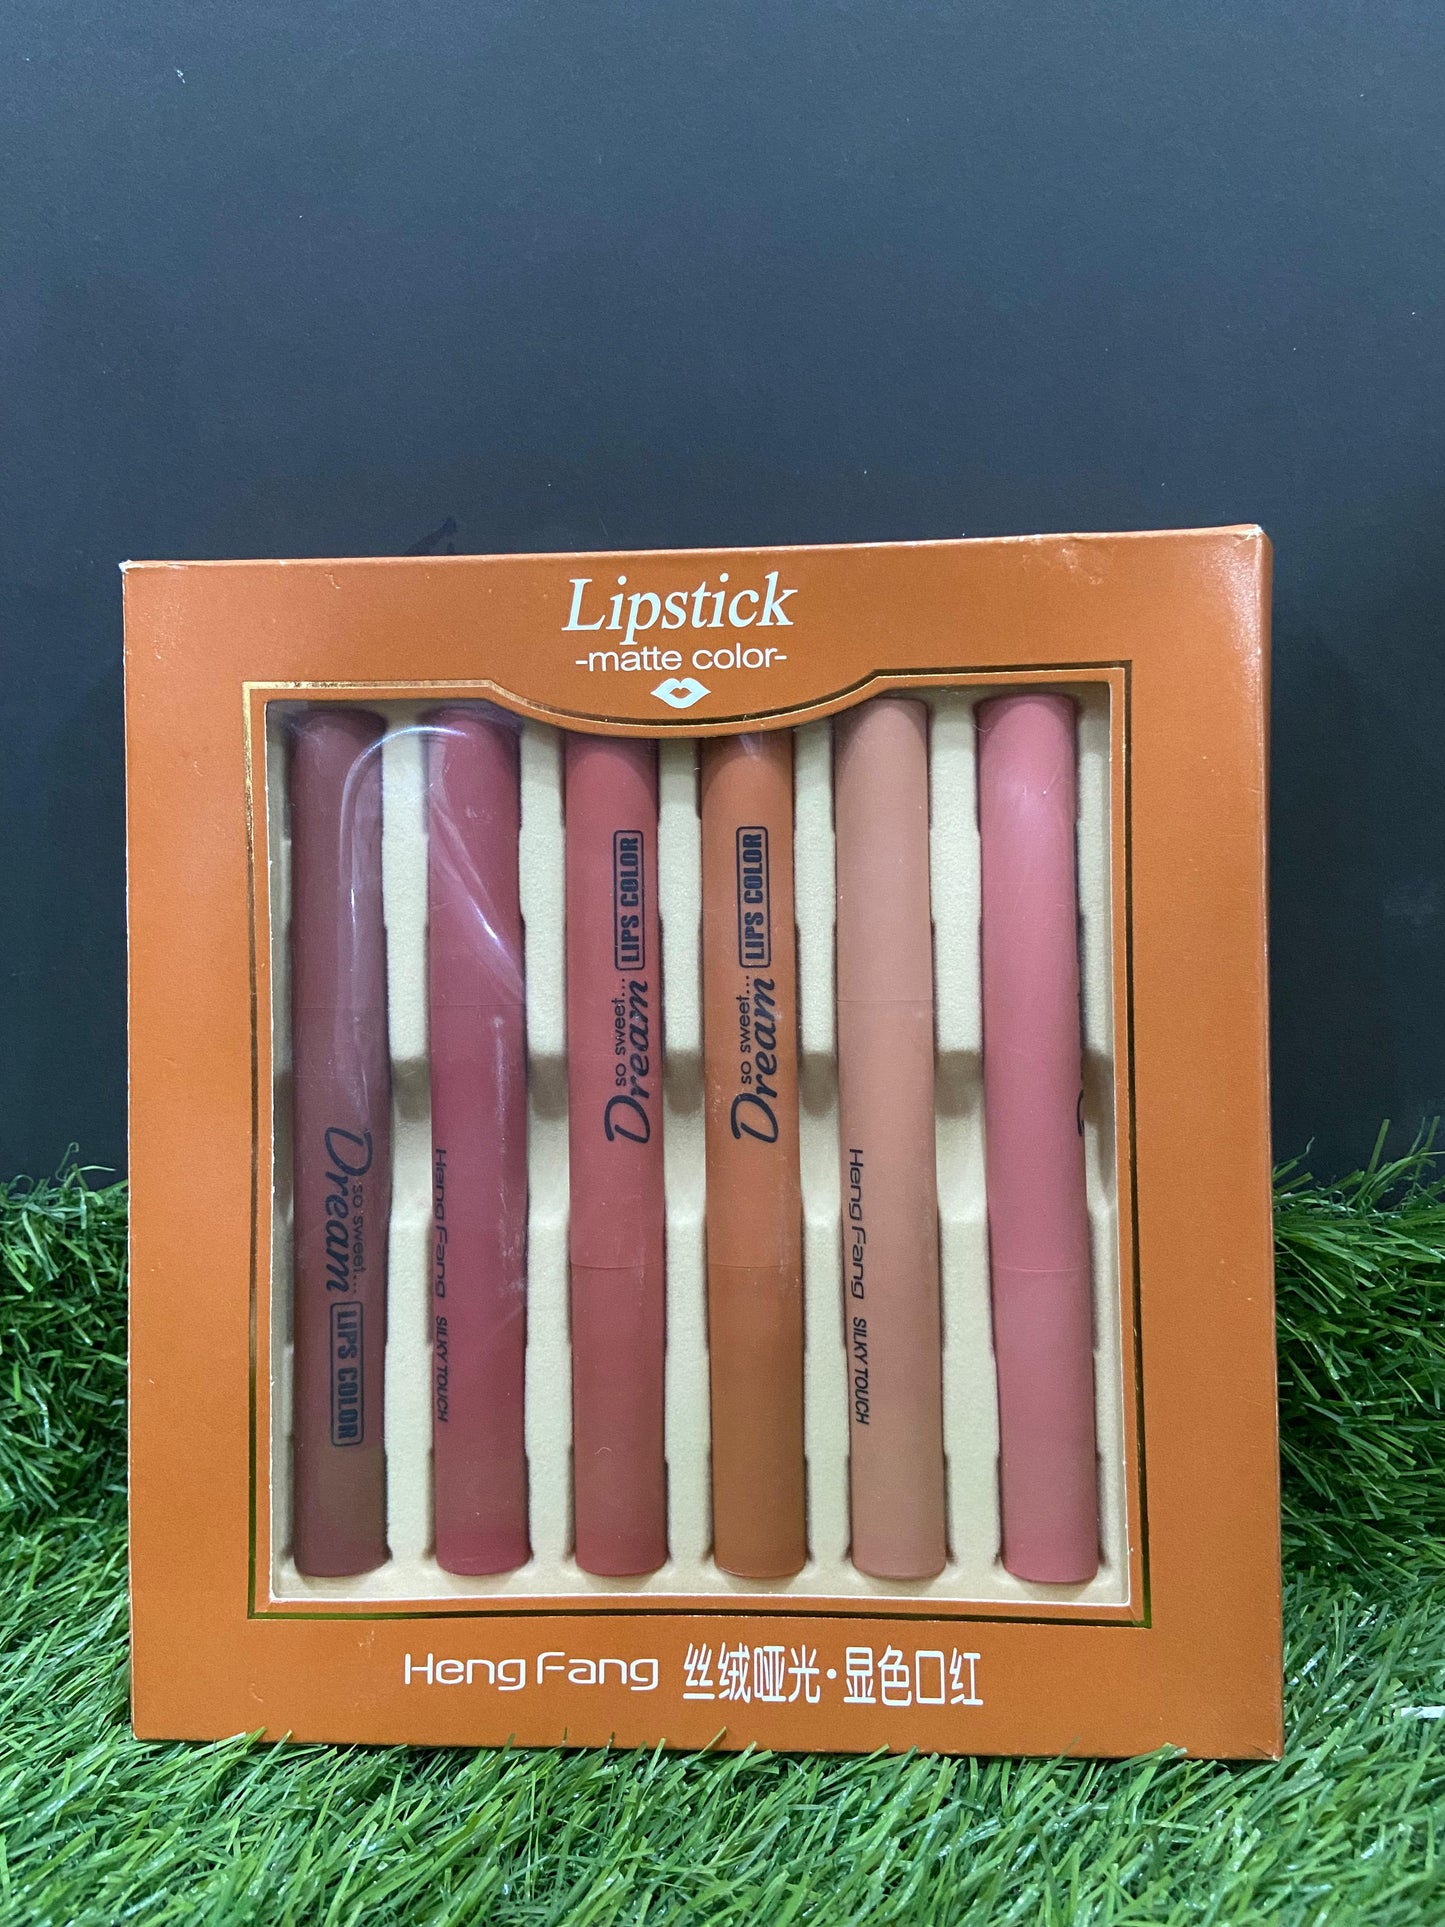 Lipstick
-matte color-
so sweet...
Dream LIPS COLOR
Heng Fang SILKY TOUCH
so sweet...
Dream LIPS COLOR
so sweet...
Dream LIPS COLOR
Heng Fang SILKY TOUCH
Heng Fang 丝绒哑光·显色口红